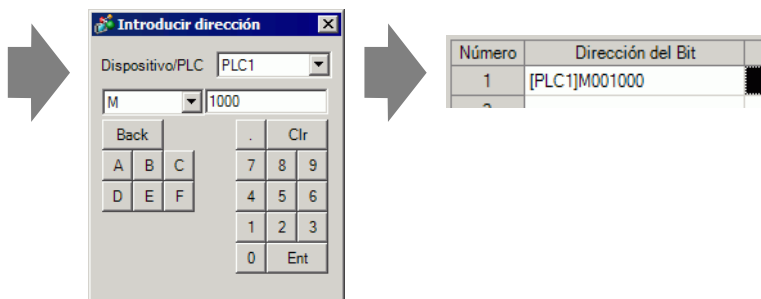 Introducir dirección
Dispositivo/PLC PLC1
M 1000
Back . Clr
A B C 7 8 9
D E F 4 5 6
1 2 3
0 Ent
Número Dirección del Bit
1 [PLC1]M001000